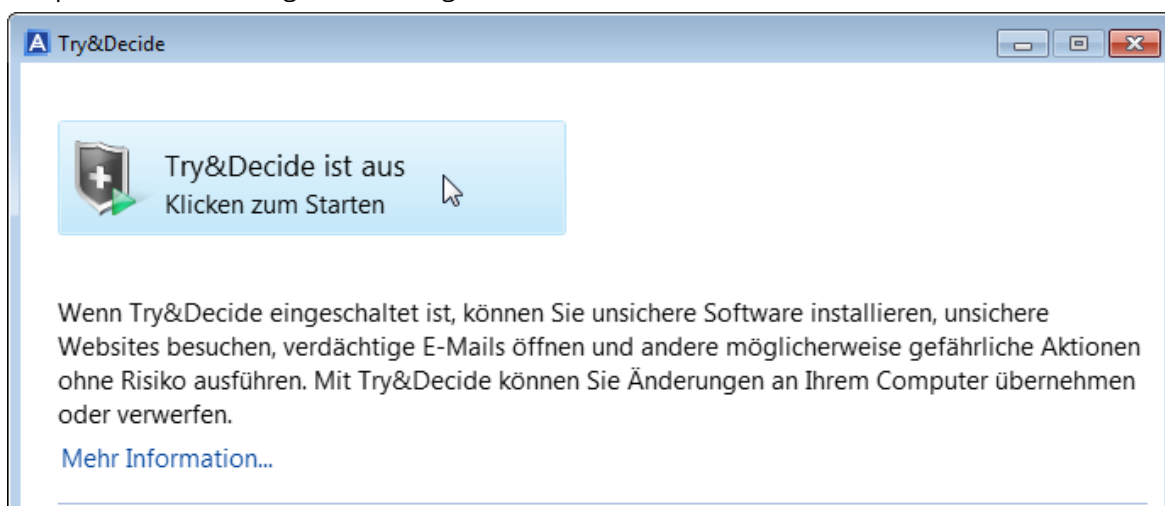 Try&Decide
Try&Decide ist aus
Klicken zum Starten
Wenn Try&Decide eingeschaltet ist, können Sie unsichere Software installieren, unsichere
Websites besuchen, verdächtige E-Mails öffnen und andere möglicherweise gefährliche Aktionen
ohne Risiko ausführen. Mit Try&Decide können Sie Änderungen an Ihrem Computer übernehmen
oder verwerfen.
Mehr Information...